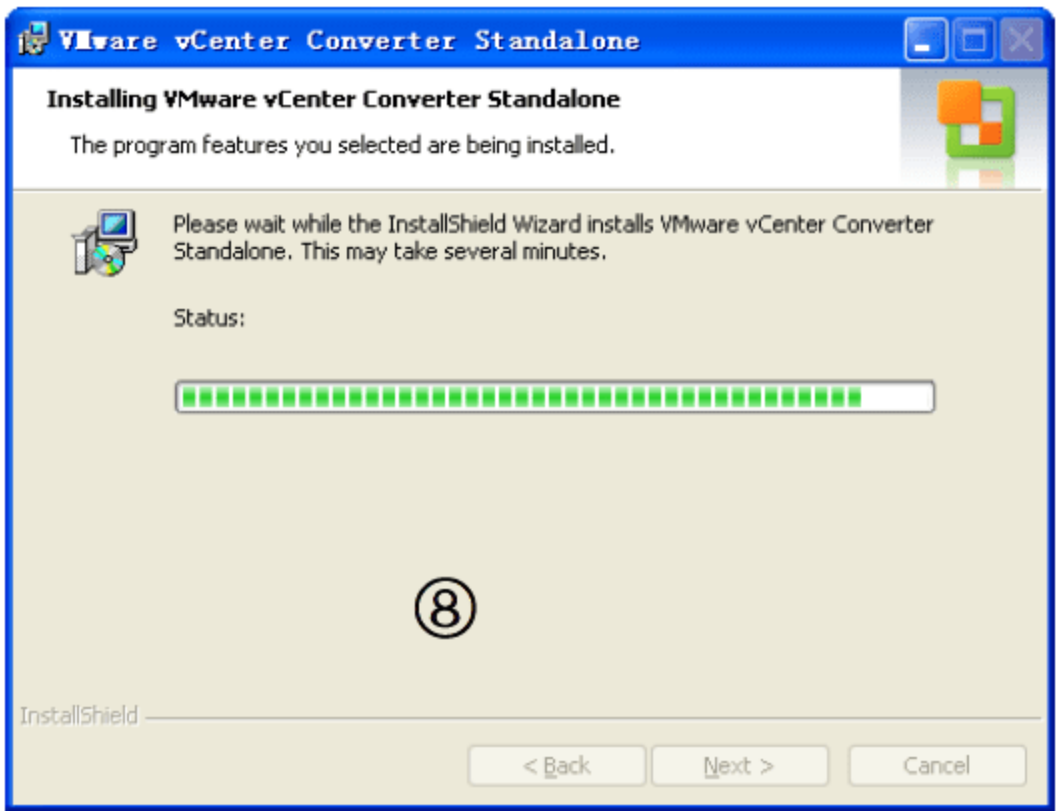 VMware vCenter Converter Standalone
Installing VMware vCenter Converter Standalone
The program features you selected are being installed.
Please wait while the InstallShield Wizard installs VMware vCenter Converter
Standalone. This may take several minutes.
Status:
⑧
InstallShield
< Back
Next >
Cancel